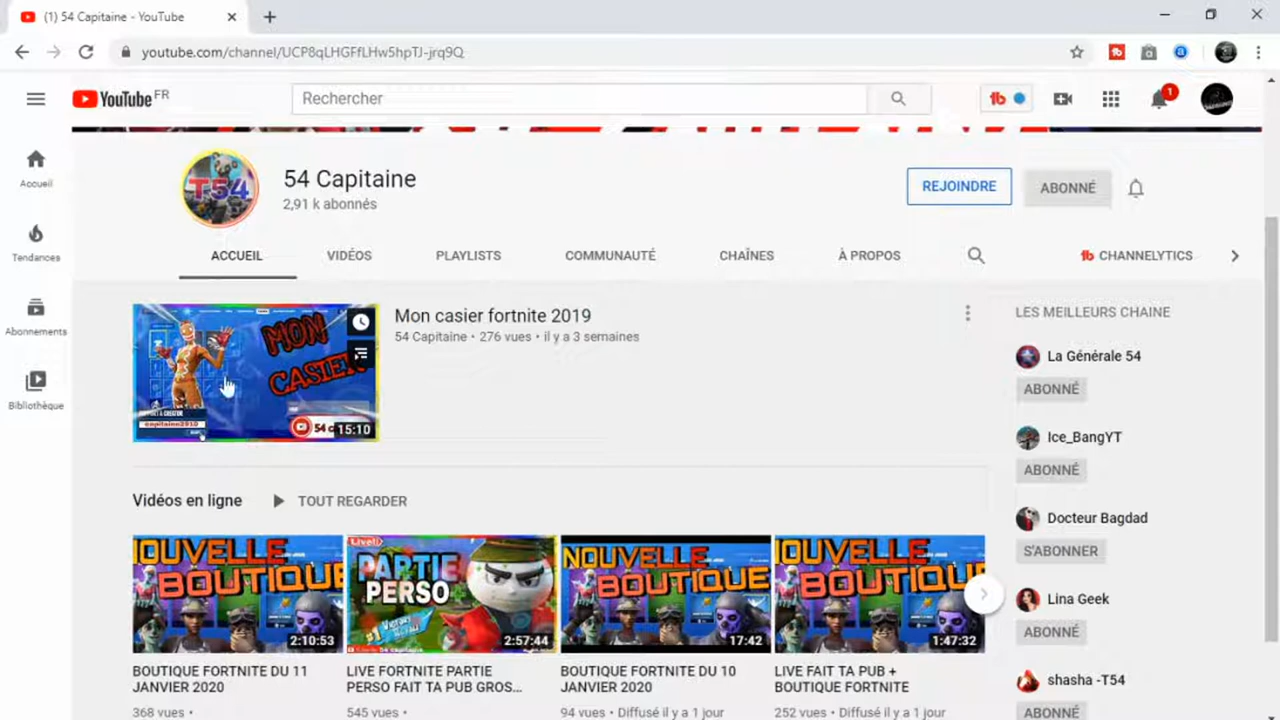 (1) 54 Capitaine - YouTube
youtube.com/channel/UCP8qLHGFfLHw5hpTJ-jrq9Q
YouTube FR
Rechercher
1
Accueil
Tendances
Abonnements
Bibliothèque
T54
54 Capitaine
2,91 k abonnés
REJOINDRE
ABONNÉ
ACCUEIL
VIDÉOS
PLAYLISTS
COMMUNAUTÉ
CHAÎNES
À PROPOS
CHANNELYTICS
MON
CASIER
capitaine2910
54 c
15:10
Mon casier fortnite 2019
54 Capitaine • 276 vues • il y a 3 semaines
Vidéos en ligne
TOUT REGARDER
NOUVELLE
BOUTIQUE
2:10:53
BOUTIQUE FORTNITE DU 11
JANVIER 2020
368 vues •
Live!!
PARTIE
PERSO
#1
2:57:44
LIVE FORTNITE PARTIE
PERSO FAIT TA PUB GROS...
545 vues •
NOUVELLE
BOUTIQUE
17:42
BOUTIQUE FORTNITE DU 10
JANVIER 2020
94 vues • Diffusé il y a 1 jour
NOUVELLE
BOUTIQUE
1:47:32
LIVE FAIT TA PUB +
BOUTIQUE FORTNITE
252 vues • Diffusé il y a 1 jour
LES MEILLEURS CHAINE
La Générale 54
ABONNÉ
Ice_BangYT
ABONNÉ
Docteur Bagdad
S'ABONNER
Lina Geek
ABONNÉ
shasha -T54
ABONNÉ